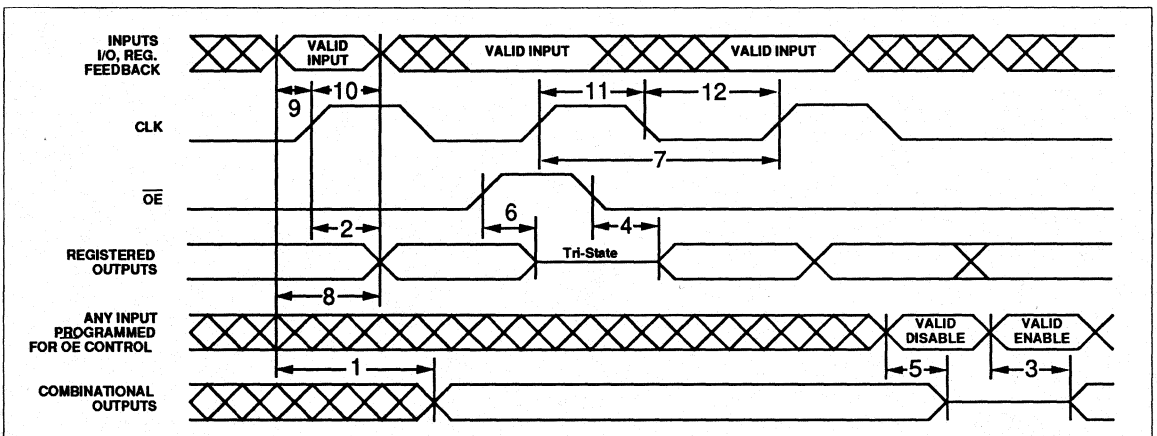 INPUTS
I/O, REG.
FEEDBACK
VALID
INPUT
VALID INPUT
VALID INPUT
9
10
11
12
CLK
7
OE
6
4
2
REGISTERED
OUTPUTS
Tri-State
8
ANY INPUT
PROGRAMMED
FOR OE CONTROL
VALID
DISABLE
VALID
ENABLE
1
5
3
COMBINATIONAL
OUTPUTS